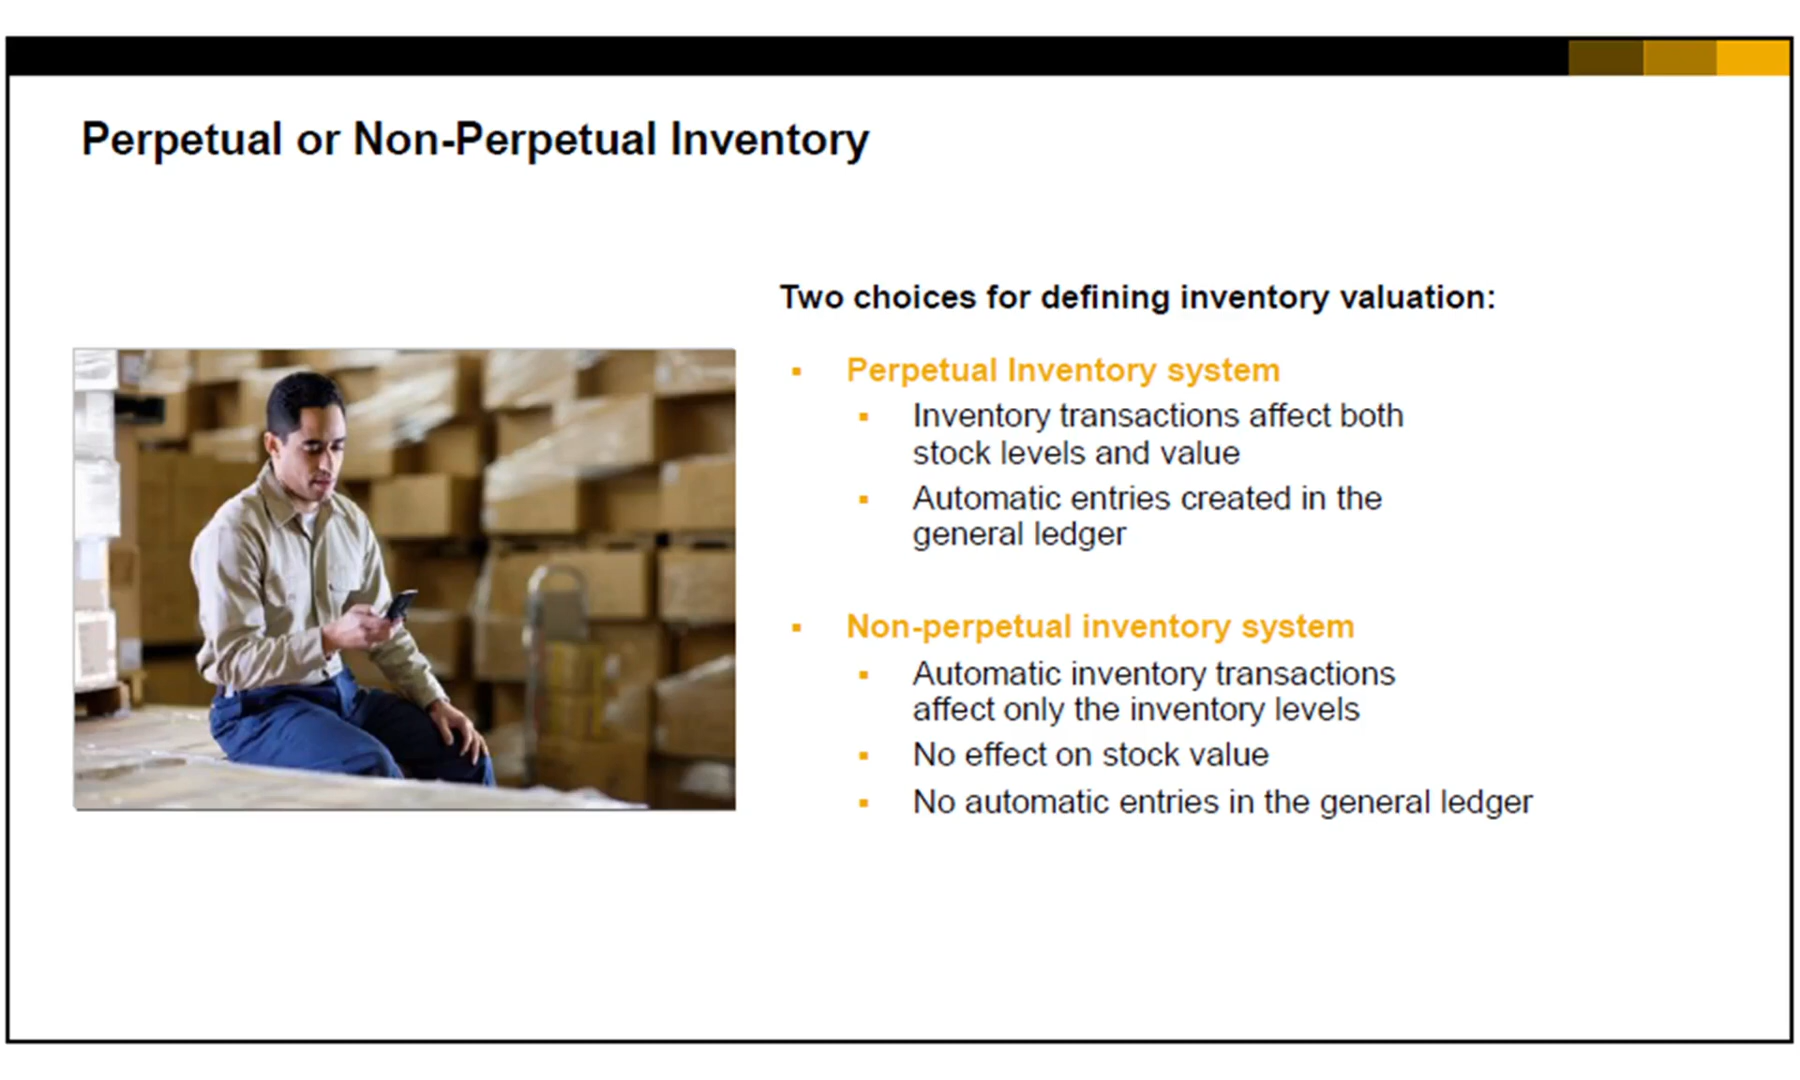 Perpetual or Non-Perpetual Inventory
Two choices for defining inventory valuation:
Perpetual Inventory system
Inventory transactions affect both
stock levels and value
Automatic entries created in the
general ledger
Non-perpetual inventory system
Automatic inventory transactions
affect only the inventory levels
No effect on stock value
No automatic entries in the general ledger